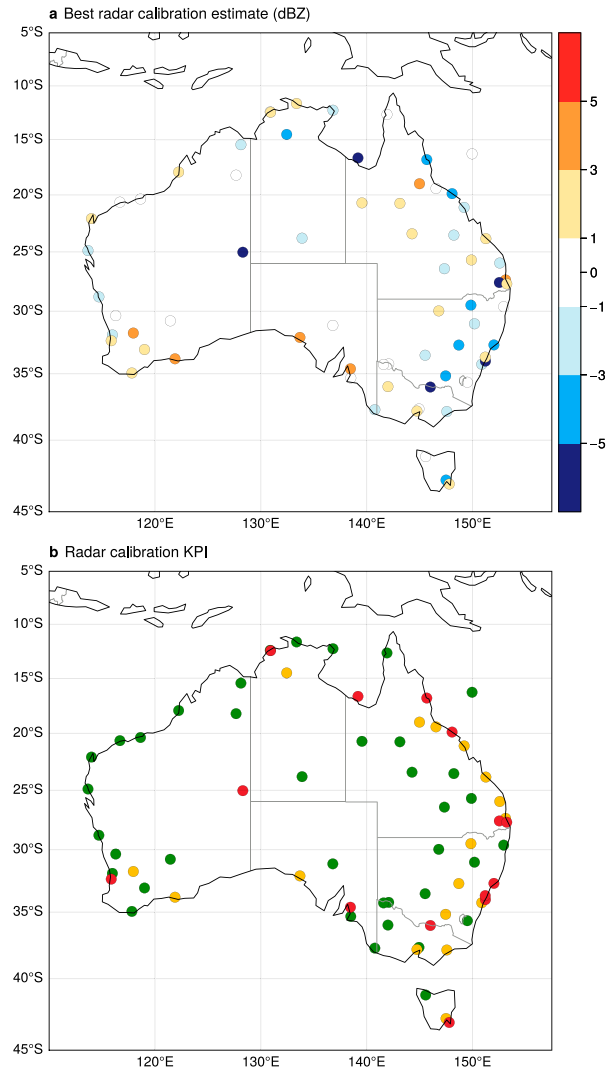 a Best radar calibration estimate (dBZ)
5°S
10°S
15°S
20°S
25°S
30°S
35°S
40°S
45°S
120°E 130°E 140°E 150°E
5
3
1
0
−1
−3
−5
b Radar calibration KPI
5°S
10°S
15°S
20°S
25°S
30°S
35°S
40°S
45°S
120°E 130°E 140°E 150°E